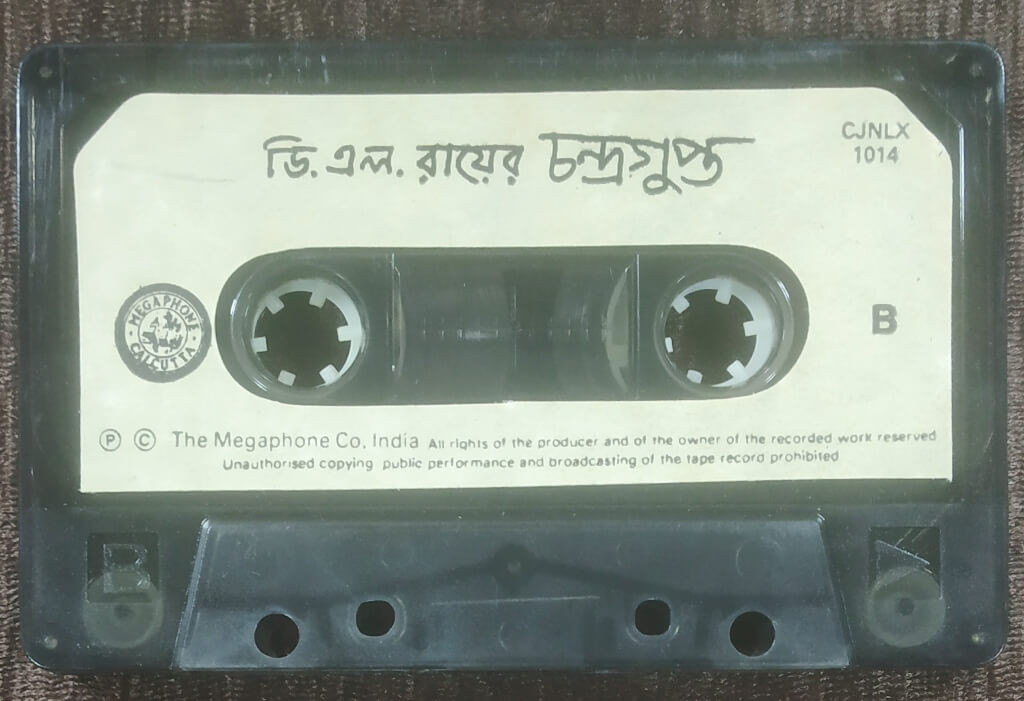 ডি. এল. রায়ের চন্দ্রগুপ্ত
CJNLX
1014
MEGAPHONE
CALCUTTA
B
Ⓟ © The Megaphone Co. India All rights of the producer and of the owner of the recorded work reserved
Unauthorised copying public performance and broadcasting of the tape record prohibited
B